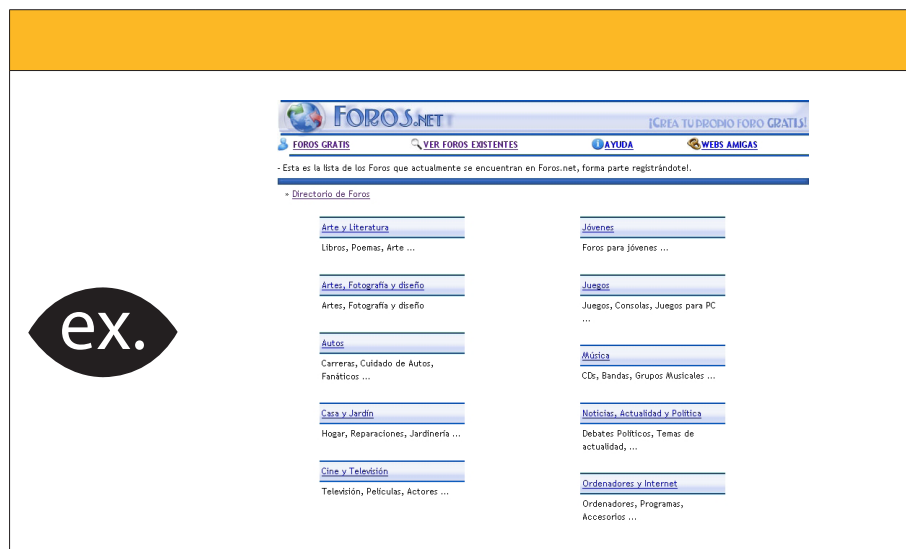 FOROS.NET
¡CREA TU PROPIO FORO GRATIS!
FOROS GRATIS
VER FOROS EXISTENTES
AYUDA
WEBS AMIGAS
- Esta es la lista de los Foros que actualmente se encuentran en Foros.net, forma parte registrándote!.
» Directorio de Foros
Arte y Literatura
Libros, Poemas, Arte ...
Artes, Fotografía y diseño
Artes, Fotografía y diseño
Autos
Carreras, Cuidado de Autos,
Fanáticos ...
Casa y Jardín
Hogar, Reparaciones, Jardinería ...
Cine y Televisión
Televisión, Películas, Actores ...
Jóvenes
Foros para jóvenes ...
Juegos
Juegos, Consolas, Juegos para PC
...
Música
CDs, Bandas, Grupos Musicales ...
Noticias, Actualidad y Política
Debates Políticos, Temas de
actualidad, ...
Ordenadores y Internet
Ordenadores, Programas,
Accesorios ...
ex.